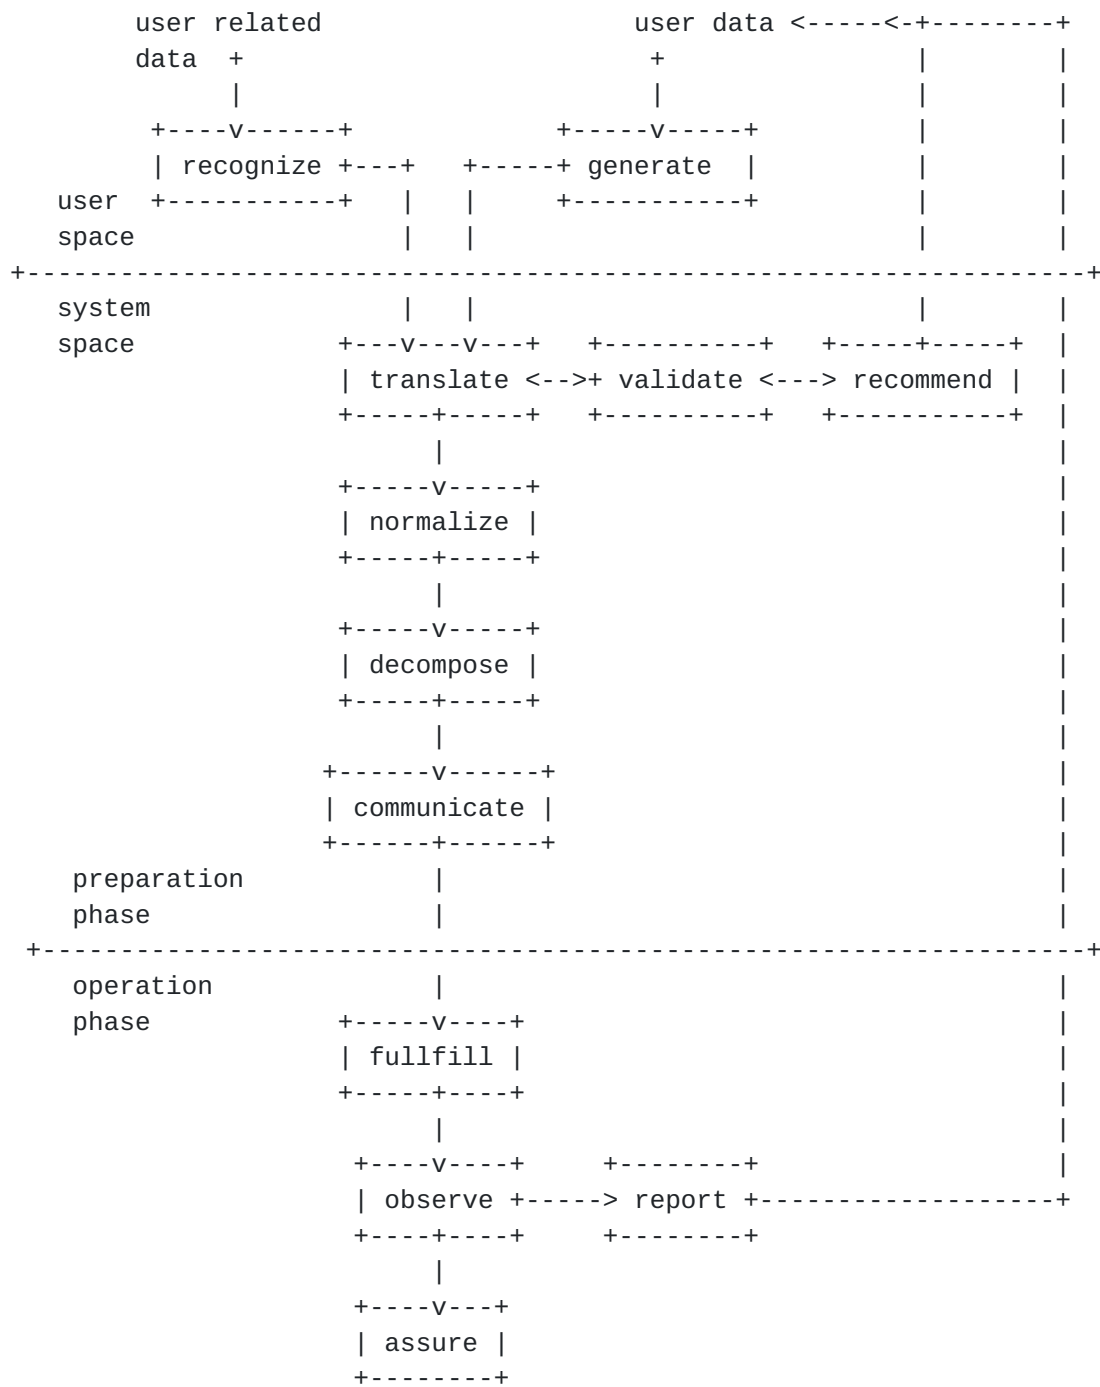 user related user data <-----<-+--------+
data + + | |
| | | |
+----v------+ +-----v-----+ | |
| recognize +---+ +-----+ generate | | |
user +-----------+ | | +-----------+ | |
space | | | |
+--------------------------------------------------------------------+
system | | | |
space +---v---v---+ +----------+ +-----+-----+ |
| translate <-->+ validate <---> recommend | |
+-----+-----+ +----------+ +-----------+ |
| |
+-----v-----+ |
| normalize | |
+-----+-----+ |
| |
+-----v-----+ |
| decompose | |
+-----+-----+ |
| |
+------v------+ |
| communicate | |
+------+------+ |
preparation | |
phase | |
+-------------------------------------------------------------------+
operation | |
phase +-----v----+ |
| fullfill | |
+-----+----+ |
| |
+----v----+ +--------+ |
| observe +-----> report +-------------------+
+----+----+ +--------+
|
+----v---+
| assure |
+--------+